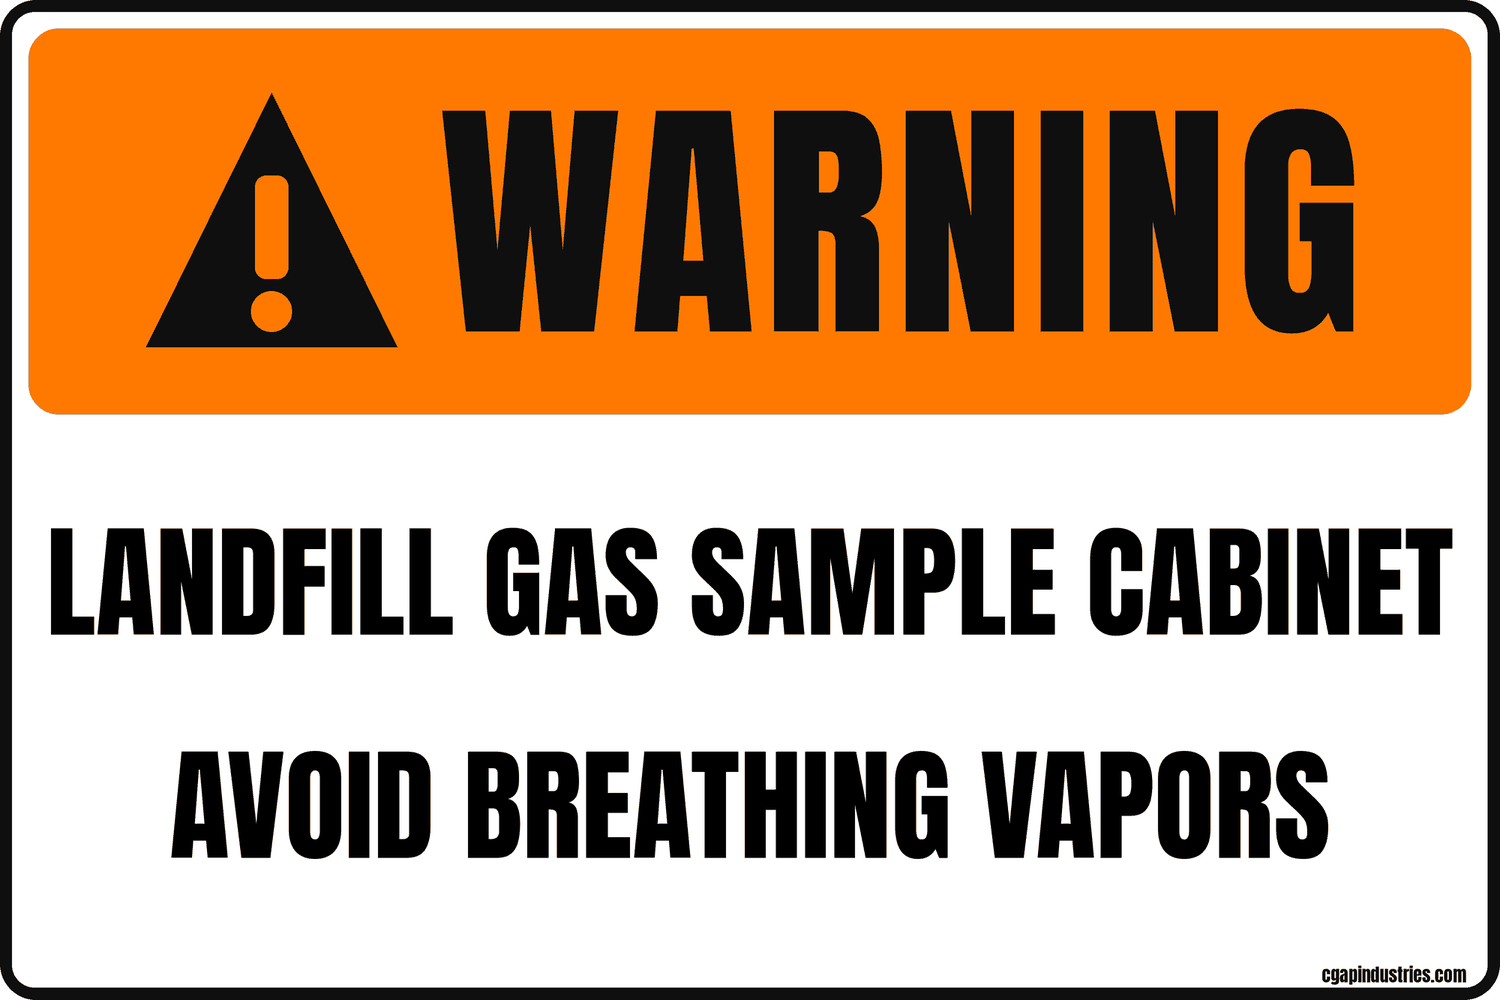 WARNING
LANDFILL GAS SAMPLE CABINET
AVOID BREATHING VAPORS
cgapindustries.com